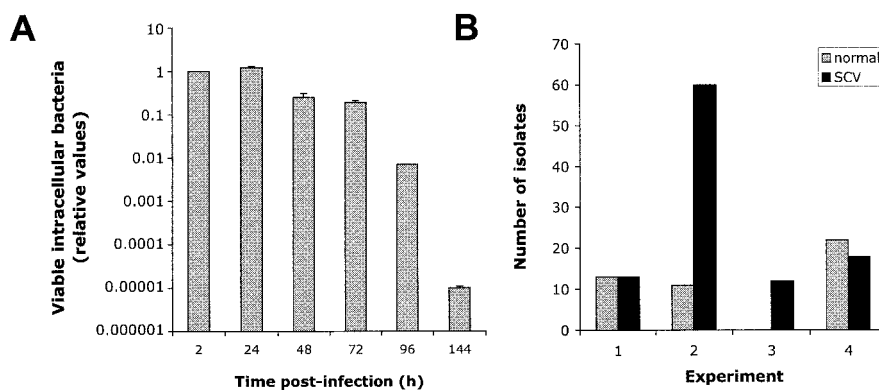 A
Viable intracellular bacteria
(relative values)
10
1
0.1
0.01
0.001
0.0001
0.00001
0.000001
2 24 48 72 96 144
Time post-infection (h)
B
Number of isolates
70
60
50
40
30
20
10
0
normal
SCV
1 2 3 4
Experiment